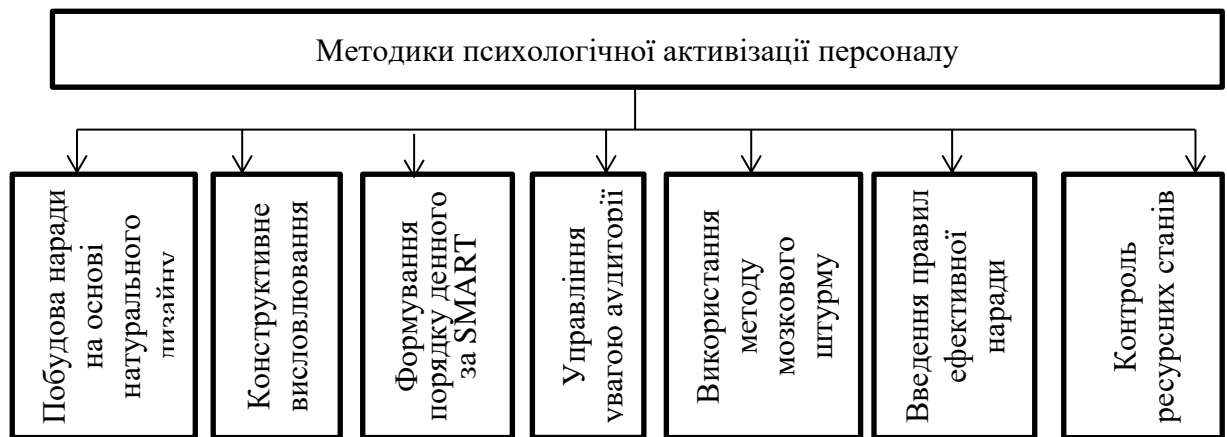 Методики психологічної активізації персоналу
Побудова наради
на основі
натурального
дизайну
Конструктивне
висловлювання
Формування
порядку денного
за SMART
Управління
увагою аудиторії
Використання
методу
мозкового
штурму
Введення правил
ефективної
наради
Контроль
ресурсних станів